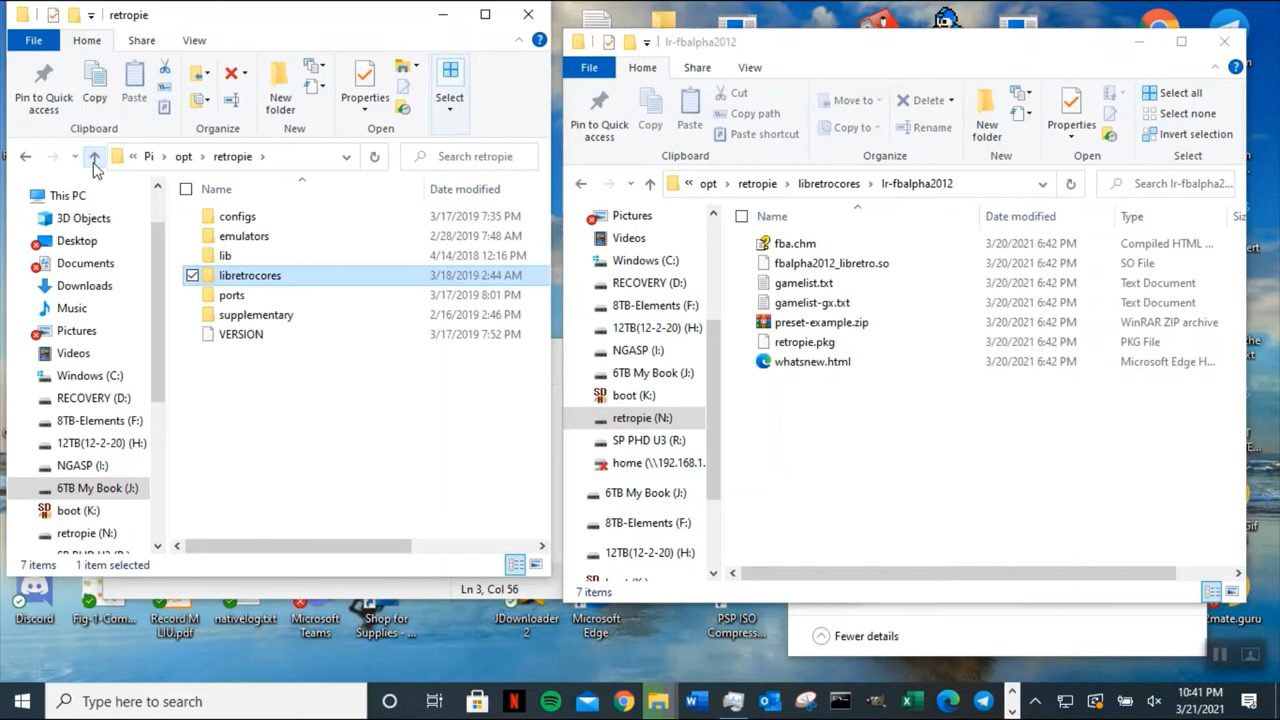 retropie
File
Home
Share
View
Pin to Quick access
Copy
Paste
New folder
Properties
Select
Clipboard
Organize
New
Open
« Pi > opt > retropie >
Search retropie
This PC
3D Objects
Desktop
Documents
Downloads
Music
Pictures
Videos
Windows (C:)
RECOVERY (D:)
8TB-Elements (F:)
12TB(12-2-20) (H:)
NGASP (I:)
6TB My Book (J:)
boot (K:)
retropie (N:)
Name
Date modified
configs 3/17/2019 7:35 PM
emulators 2/28/2019 7:48 AM
lib 4/14/2018 12:16 PM
libretrocores 3/18/2019 2:44 AM
ports 3/17/2019 8:01 PM
supplementary 2/16/2019 2:46 PM
VERSION 3/17/2019 7:52 PM
7 items
1 item selected
lr-fbalpha2012
File
Home
Share
View
Pin to Quick access
Copy
Paste
Cut
Copy path
Paste shortcut
Move to
Copy to
Delete
Rename
New folder
Properties
Select all
Select none
Invert selection
Clipboard
Organize
New
Open
Select
« opt > retropie > libretrocores > lr-fbalpha2012
Search lr-fbalpha2...
Pictures
Videos
Windows (C:)
RECOVERY (D:)
8TB-Elements (F:)
12TB(12-2-20) (H:)
NGASP (I:)
6TB My Book (J:)
boot (K:)
retropie (N:)
SP PHD U3 (R:)
home (\\192.168.1.
6TB My Book (J:)
8TB-Elements (F:)
12TB(12-2-20) (H:)
Name
Date modified
Type
fba.chm 3/20/2021 6:42 PM Compiled HTML ...
fbalpha2012_libretro.so 3/20/2021 6:42 PM SO File
gamelist.txt 3/20/2021 6:42 PM Text Document
gamelist-gx.txt 3/20/2021 6:42 PM Text Document
preset-example.zip 3/20/2021 6:42 PM WinRAR ZIP archive
retropie.pkg 3/20/2021 6:42 PM PKG File
whatsnew.html 3/20/2021 6:42 PM Microsoft Edge H...
7 items
Ln 3, Col 56
Discord
Fig-1-Com...
Record M LIU.pdf
nativelog.txt
Microsoft Teams
Shop for Supplies - ...
JDownloader 2
Microsoft Edge
PSP ISO Compress...
Fewer details
2mate.guru
Type here to search
10:41 PM
3/21/2021